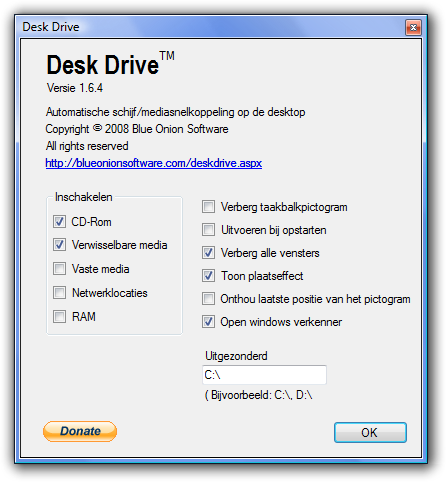 Desk Drive
Desk Drive™
Versie 1.6.4
Automatische schijf/mediasnelkoppeling op de desktop
Copyright © 2008 Blue Onion Software
All rights reserved
http://blueonionsoftware.com/deskdrive.aspx
Inschakelen
CD-Rom
Verwisselbare media
Vaste media
Netwerklocaties
RAM
Verberg taakbalkpictogram
Uitvoeren bij opstarten
Verberg alle vensters
Toon plaatseffect
Onthou laatste positie van het pictogram
Open windows verkenner
Uitgezonderd
C:\
( Bijvoorbeeld: C:\, D:\
Donate
OK